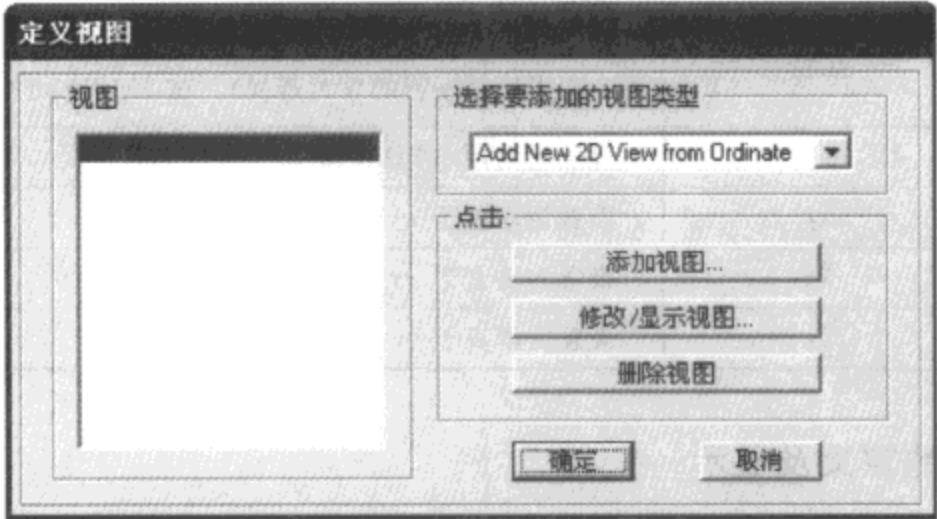 定义视图
视图
选择要添加的视图类型
Add New 2D View from Ordinate
点击:
添加视图...
修改/显示视图...
删除视图
确定
取消